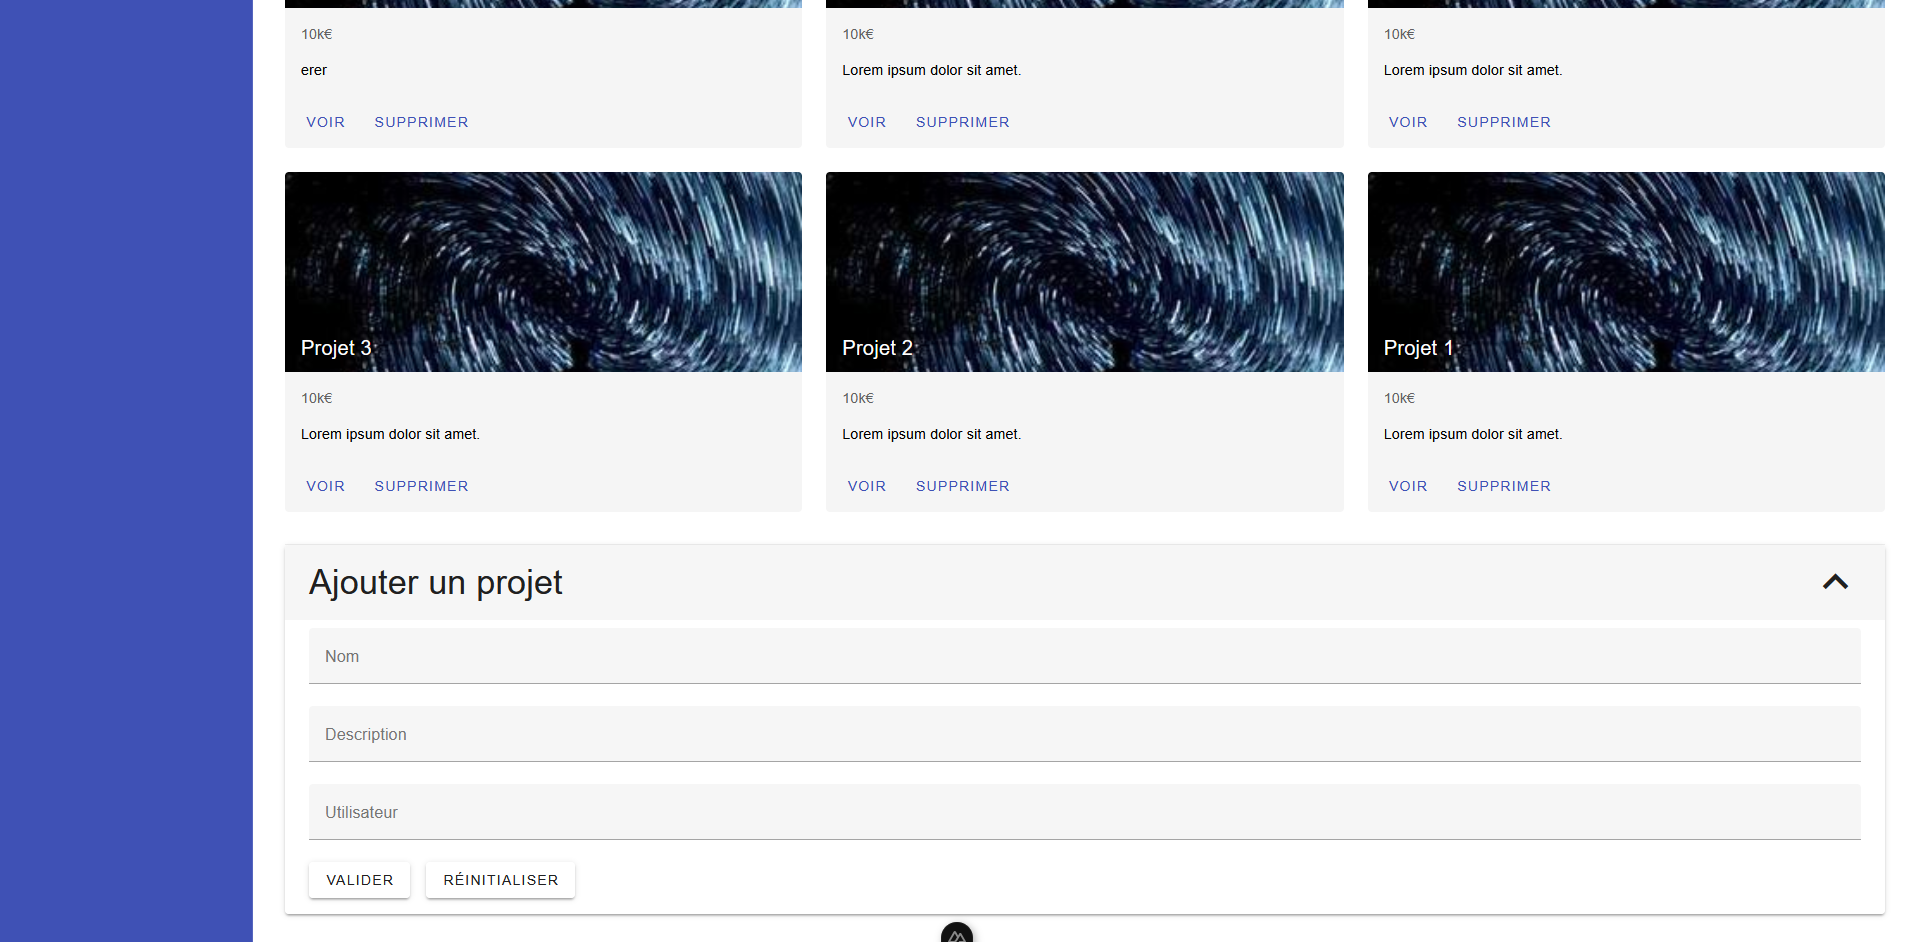 10k€ 10k€ 10k€
erer Lorem ipsum dolor sit amet. Lorem ipsum dolor sit amet.
VOIR SUPPRIMER VOIR SUPPRIMER VOIR SUPPRIMER
Projet 3 Projet 2 Projet 1
10k€ 10k€ 10k€
Lorem ipsum dolor sit amet. Lorem ipsum dolor sit amet. Lorem ipsum dolor sit amet.
VOIR SUPPRIMER VOIR SUPPRIMER VOIR SUPPRIMER
Ajouter un projet
Nom
Description
Utilisateur
VALIDER RÉINITIALISER